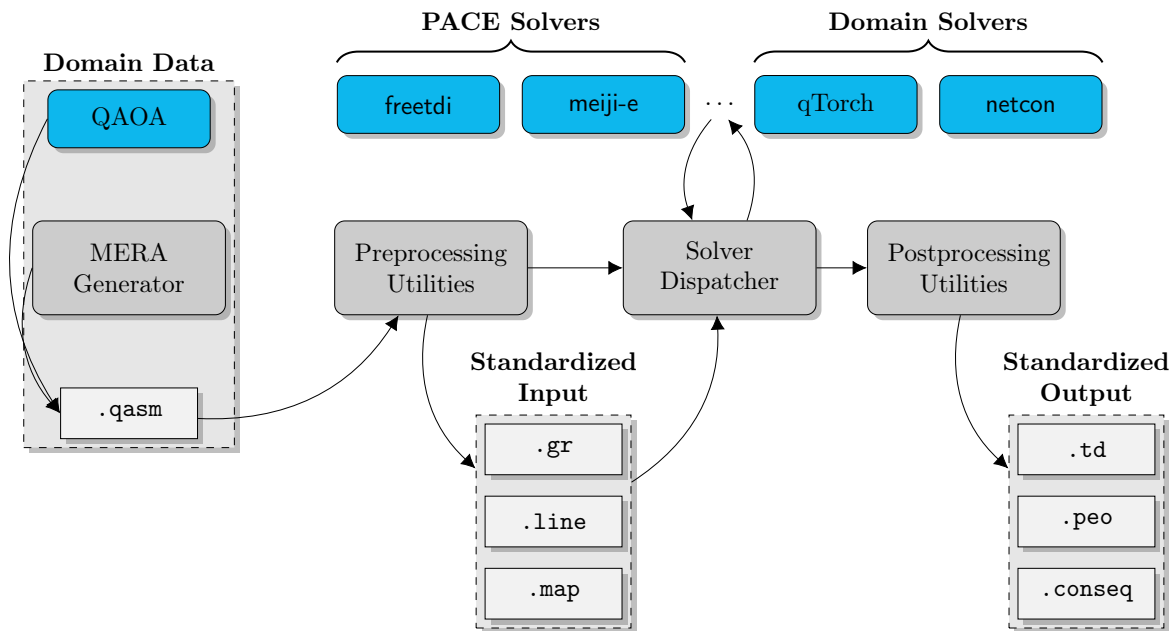 PACE Solvers
Domain Solvers
Domain Data
QAOA
freetdi
meiji-e
...
qTorch
netcon
MERA
Generator
Preprocessing
Utilities
Solver
Dispatcher
Postprocessing
Utilities
.qasm
Standardized
Input
.gr
.line
.map
Standardized
Output
.td
.peo
.conseq